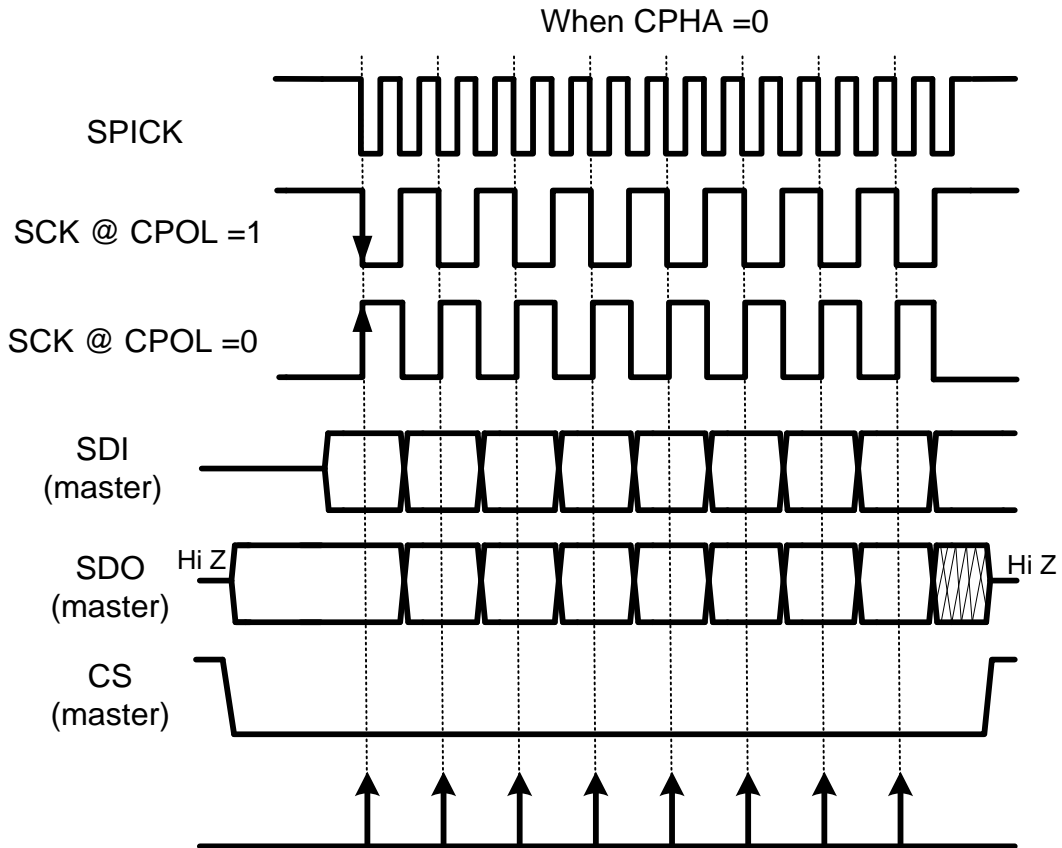 When CPHA =0
SPICK
SCK @ CPOL =1
SCK @ CPOL =0
SDI
(master)
Hi Z
SDO
(master)
Hi Z
CS
(master)